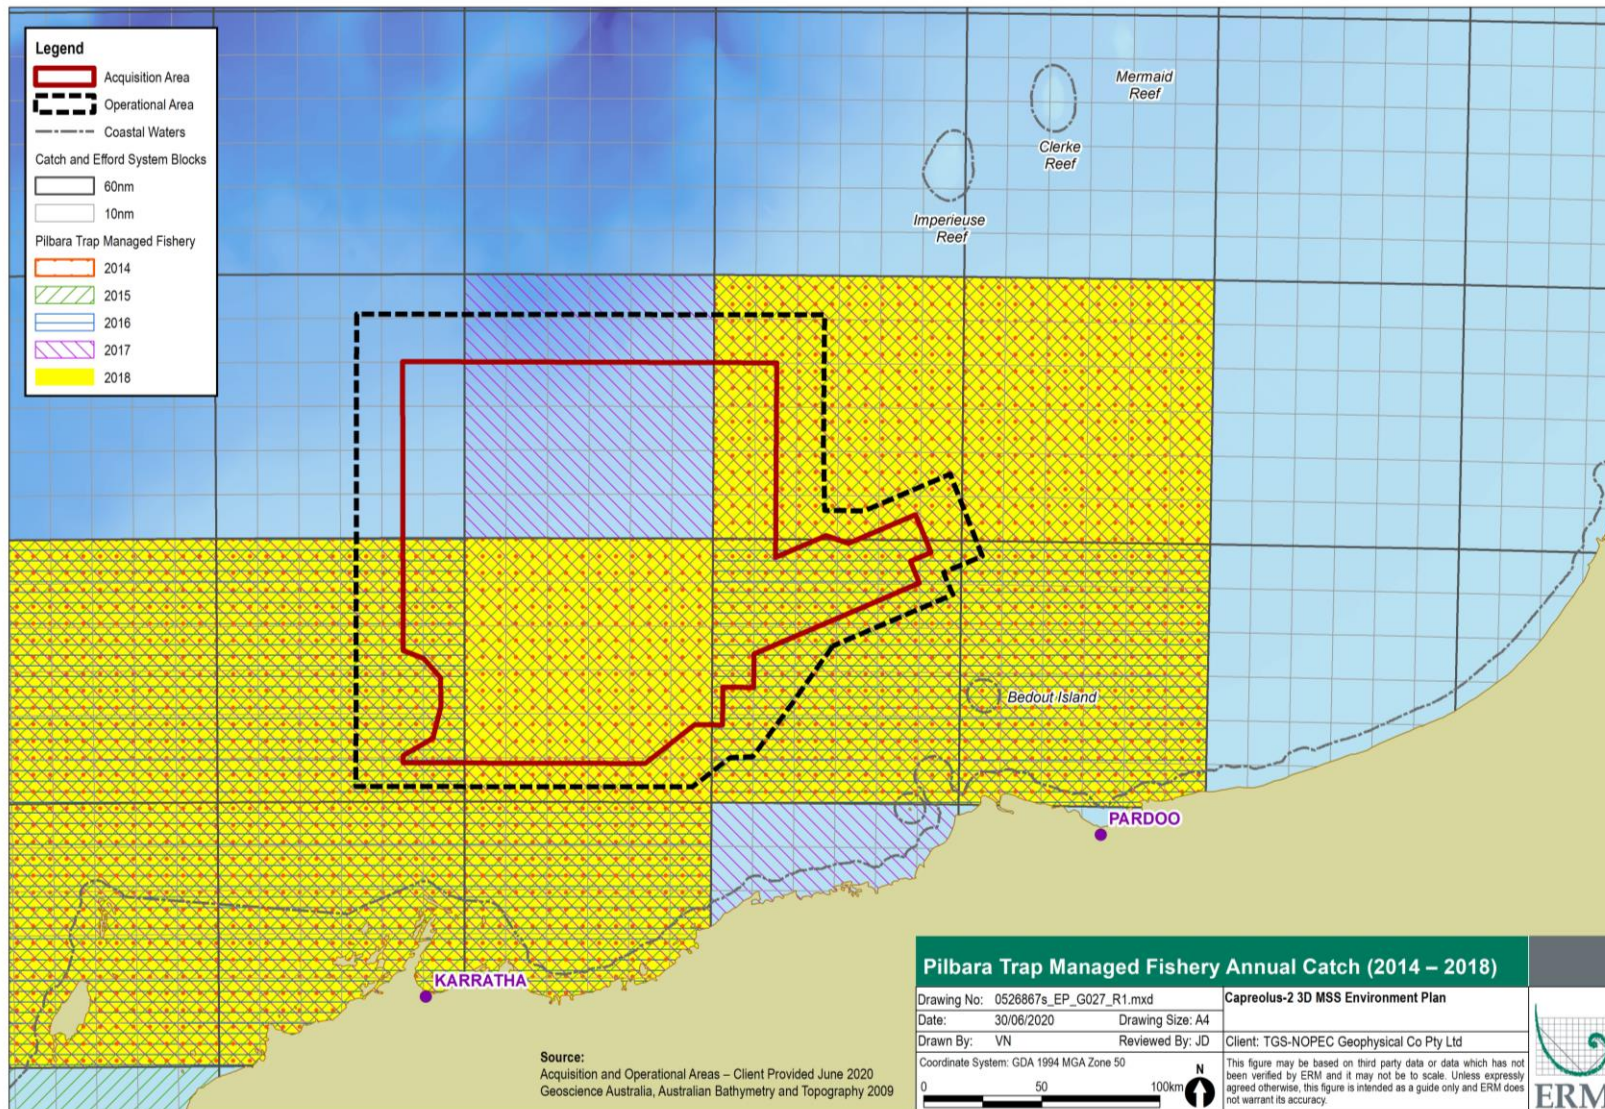 Legend
Acquisition Area
Operational Area
Coastal Waters
Catch and Efford System Blocks
60nm
10nm
Pilbara Trap Managed Fishery
2014
2015
2016
2017
2018
Mermaid
Reef
Clerke
Reef
Imperieuse
Reef
Bedout Island
PARDOO
KARRATHA
Source:
Acquisition and Operational Areas – Client Provided June 2020
Geoscience Australia, Australian Bathymetry and Topography 2009
Pilbara Trap Managed Fishery Annual Catch (2014 – 2018)
Drawing No: 0526867s_EP_G027_R1.mxd
Capreolus-2 3D MSS Environment Plan
Date: 30/06/2020 Drawing Size: A4
Drawn By: VN Reviewed By: JD
Client: TGS-NOPEC Geophysical Co Pty Ltd
Coordinate System: GDA 1994 MGA Zone 50
0 50 100km
N
This figure may be based on third party data or data which has not
been verified by ERM and it may not be to scale. Unless expressly
agreed otherwise, this figure is intended as a guide only and ERM does
not warrant its accuracy.
ERM